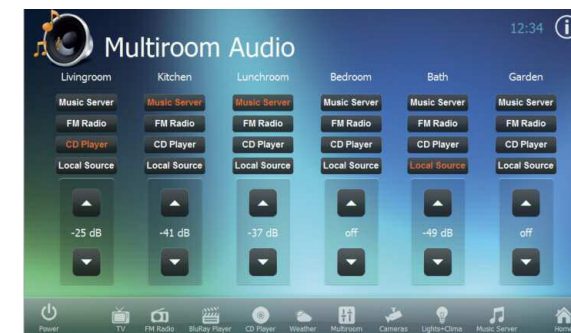 12:34
Multiroom Audio
Livingroom Kitchen Lunchroom Bedroom Bath Garden
Music Server Music Server Music Server Music Server Music Server Music Server
FM Radio FM Radio FM Radio FM Radio FM Radio FM Radio
CD Player CD Player CD Player CD Player CD Player CD Player
Local Source Local Source Local Source Local Source Local Source Local Source
-25 dB -41 dB -37 dB off -49 dB off
Power TV FM Radio BluRay Player CD Player Weather Multiroom Cameras Lights+Clima Music Server Home